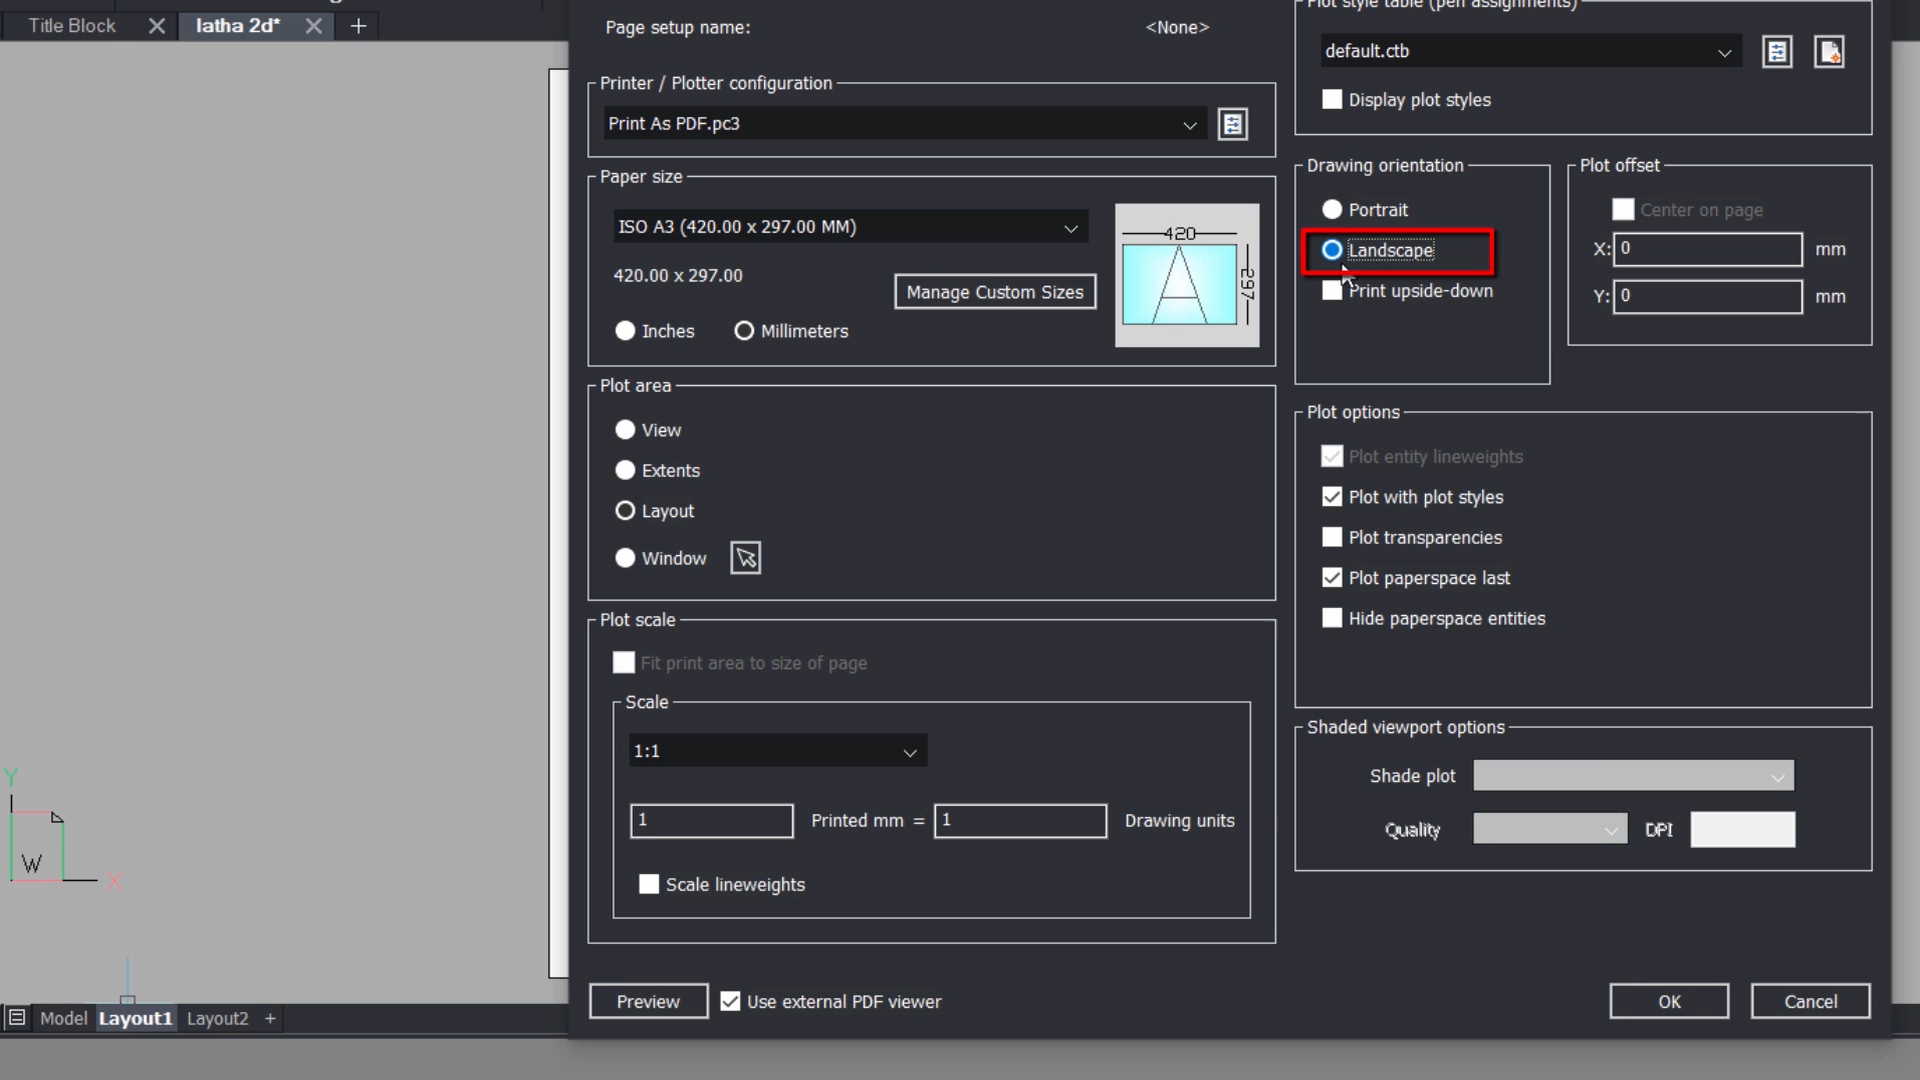 Title Block
latha 2d*
Page setup name:
<None>
Printer / Plotter configuration
Print As PDF.pc3
Paper size
ISO A3 (420.00 x 297.00 MM)
420.00 x 297.00
Manage Custom Sizes
420
297
Inches
Millimeters
Plot area
View
Extents
Layout
Window
Plot scale
Fit print area to size of page
Scale
1:1
1 Printed mm = 1 Drawing units
Scale lineweights
Preview
Use external PDF viewer
Plot style table (pen assignments)
default.ctb
Display plot styles
Drawing orientation
Portrait
Landscape
Print upside-down
Plot offset
Center on page
X: 0 mm
Y: 0 mm
Plot options
Plot entity lineweights
Plot with plot styles
Plot transparencies
Plot paperspace last
Hide paperspace entities
Shaded viewport options
Shade plot
Quality
DPI
OK
Cancel
Y
W
X
Model
Layout1
Layout2
+